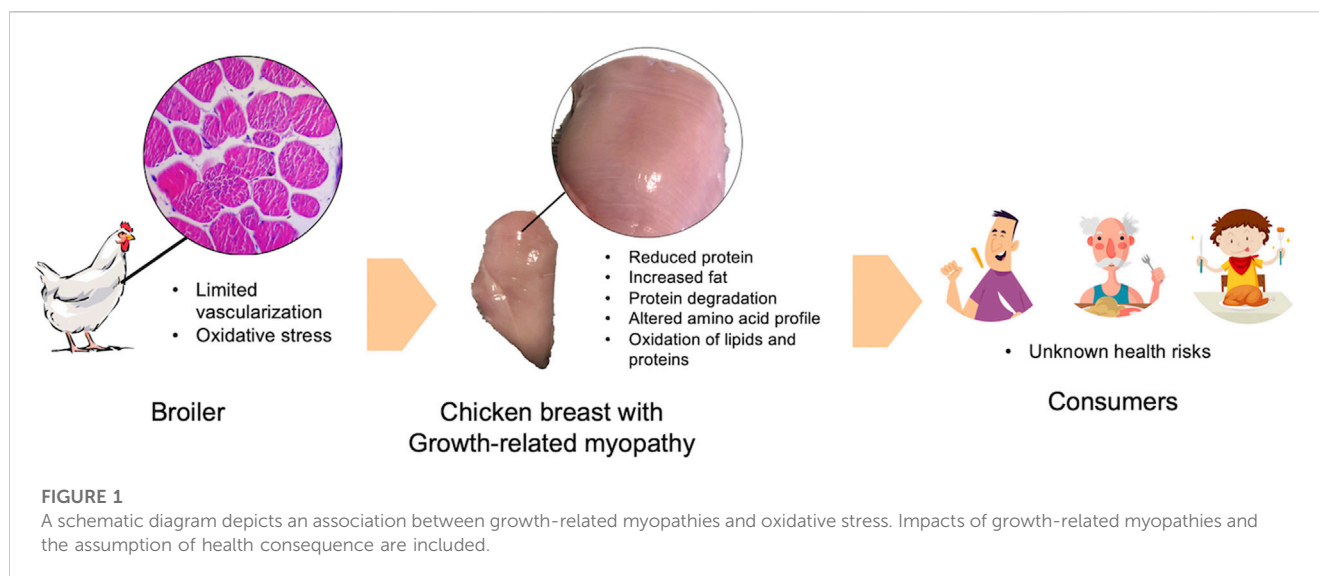 • Limited
vascularization
• Oxidative stress
Broiler
• Reduced protein
• Increased fat
• Protein degradation
• Altered amino acid profile
• Oxidation of lipids and
proteins
Chicken breast with
Growth-related myopathy
• Unknown health risks
Consumers
FIGURE 1
A schematic diagram depicts an association between growth-related myopathies and oxidative stress. Impacts of growth-related myopathies and
the assumption of health consequence are included.